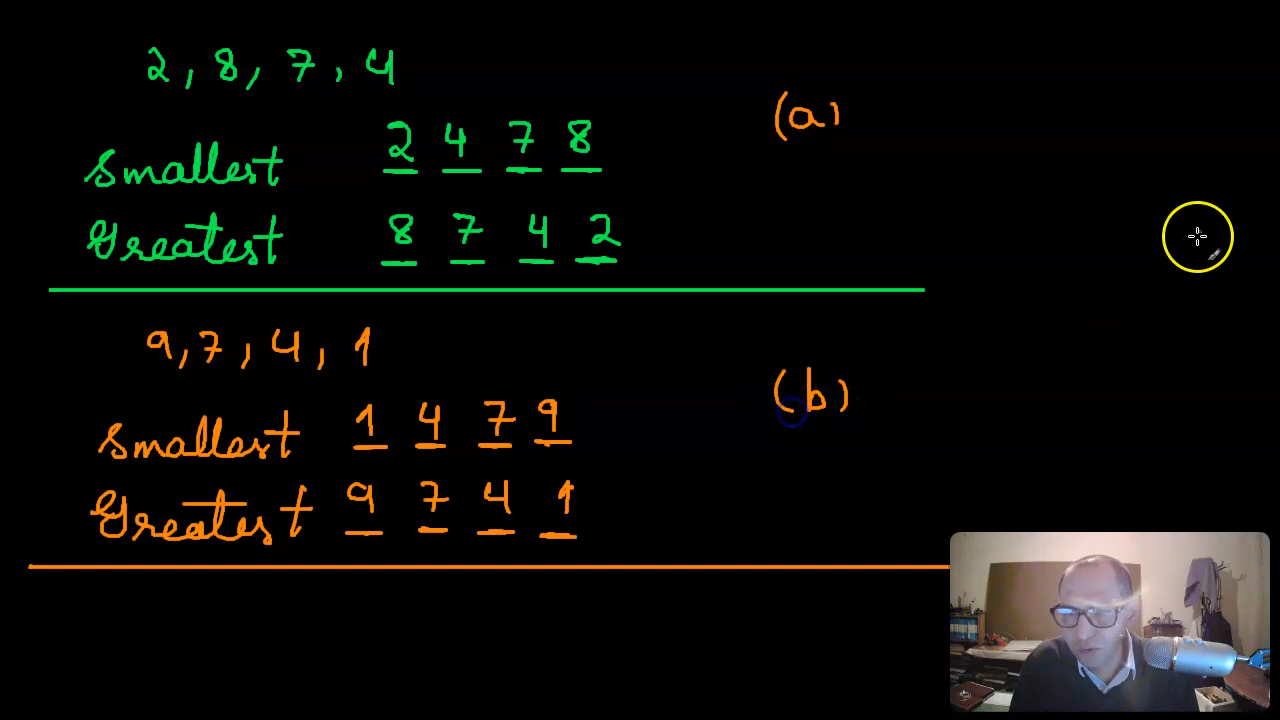 2, 8, 7, 4
(a)
Smallest 2 4 7 8
Greatest 8 7 4 2
9, 7, 4, 1
(b)
Smallest 1 4 7 9
Greatest 9 7 4 1